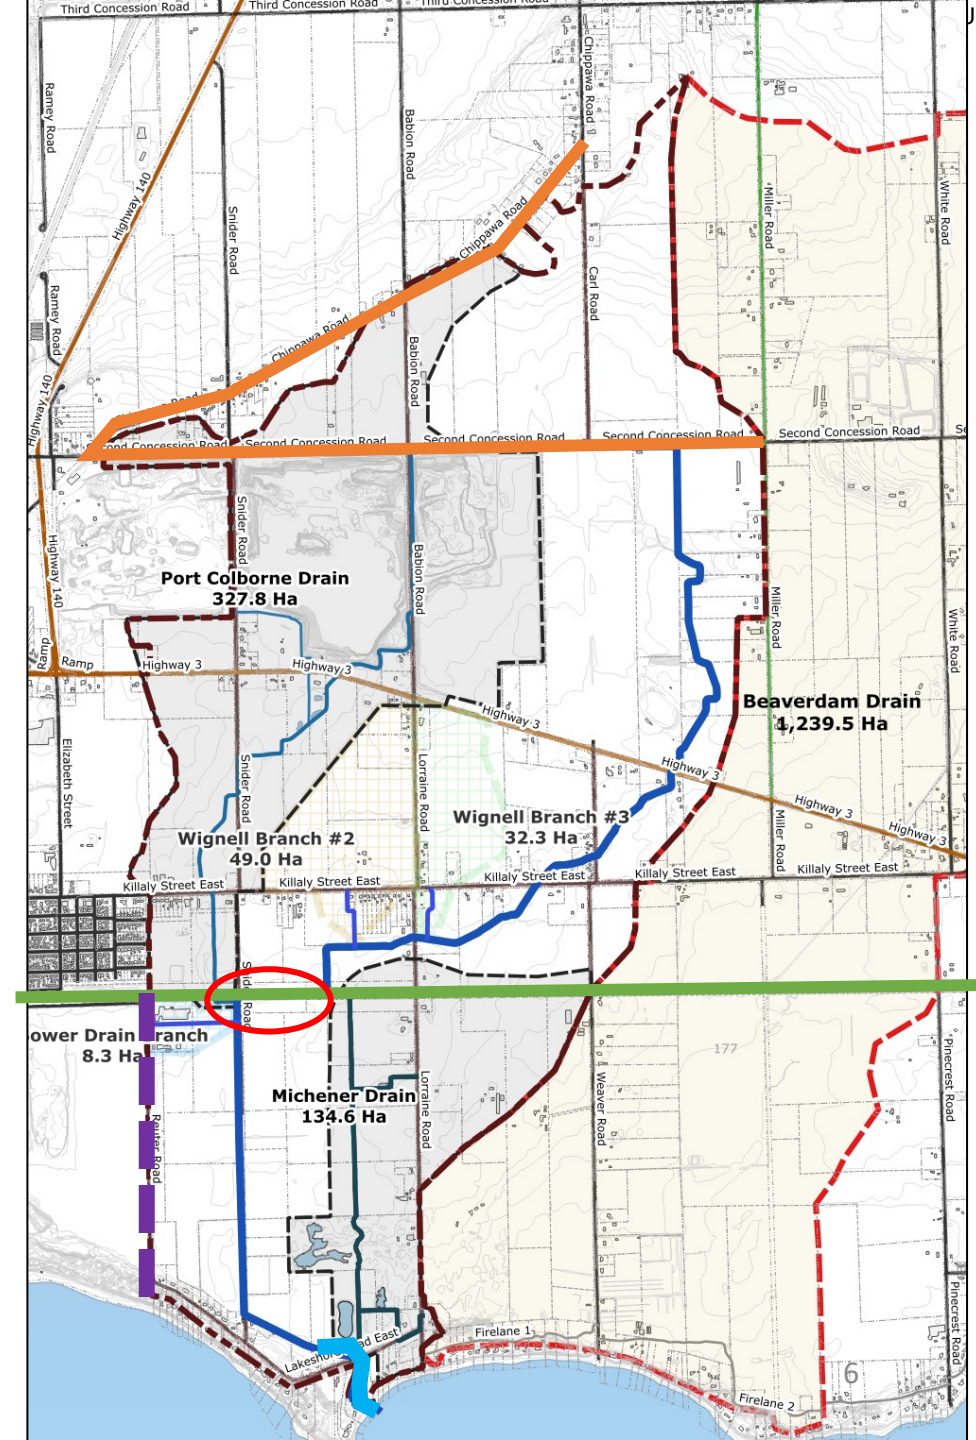 Third Concession Road
Third Concession Road
Third Concession Road
Ramey Road
Highway 140
Snider Road
Babion Road
Chippawa Road
Chippawa Road
Miller Road
White Road
Carl Road
Ramey Road
Chippawa Road
Babion Road
Highway 140
Road
Second Concession Road
Second Concession Road
Second Concession Road
Second Concession Road
Highway 140
Snider Road
Babion Road
Port Colborne Drain
327.8 Ha
Miller Road
White Road
Ramp
Ramp
Highway 3
Highway 3
Highway 3
Beaverdam Drain
1,239.5 Ha
Elizabeth Street
Snider Road
Lorraine Road
Highway 3
Highway 3
Highway 3
Wignell Branch #2
49.0 Ha
Wignell Branch #3
32.3 Ha
Miller Road
Killaly Street East
Killaly Street East
Killaly Street East
Killaly Street East
Killaly Street East
Road
ower Drain Branch
8.3 Ha
177
Michener Drain
134.6 Ha
Reuter Road
Lorraine Road
Weaver Road
Pinecrest Road
Pinecrest Road
Firelane 1
6
Firelane 2